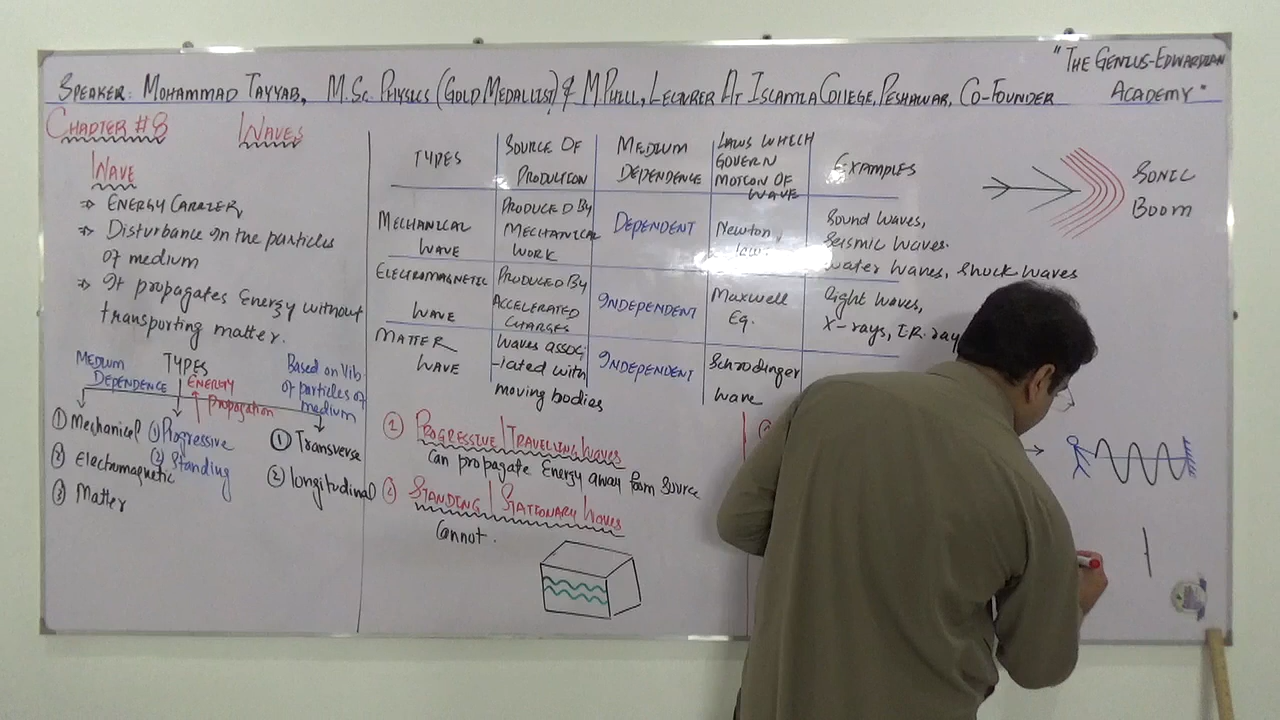 "THE GENIUS-EDWARDIAN
ACADEMY"
SPEAKER: MOHAMMAD TAYYAB, M.Sc. PHYSICS (GOLD MEDALLIST) & M.PHILL, LECTURER AT ISLAMIA COLLEGE, PESHAWAR, CO-FOUNDER
CHAPTER #8 WAVES
WAVE
⇒ ENERGY CARRIER,
⇒ Disturbance in the particles
of medium
⇒ It propagates Energy without
transporting matter.
TYPES
MEDIUM
DEPENDENCE
ENERGY
Propogation
Based on Vib.
of particles of
medium
① Mechanical
② Electromagnetic
③ Matter
① Progressive
② Standing
① Transverse
② longitudinal
TYPES
SOURCE OF
PRODUCTION
MEDIUM
DEPENDENCE
LAWS WHICH
GOVERN
MOTION OF
WAVE
EXAMPLES
MECHANICAL
WAVE
PRODUCED BY
MECHANICAL
WORK
DEPENDENT
Newton,
law.
Sound waves,
Seismic waves.
water waves, shock waves
ELECTROMAGNETIC
WAVE
PRODUCED BY
ACCELERATED
CHARGES
INDEPENDENT
Maxwell
Eq.
light waves,
X-rays, I.R. ray
MATTER
WAVE
waves assoc
-iated with
moving bodies
INDEPENDENT
Schrodinger
wave
① PROGRESSIVE | TRAVELLING WAVES
Can propagate Energy away from Source
② STANDING | STATIONARY WAVES
Cannot.
SONIC
BOOM